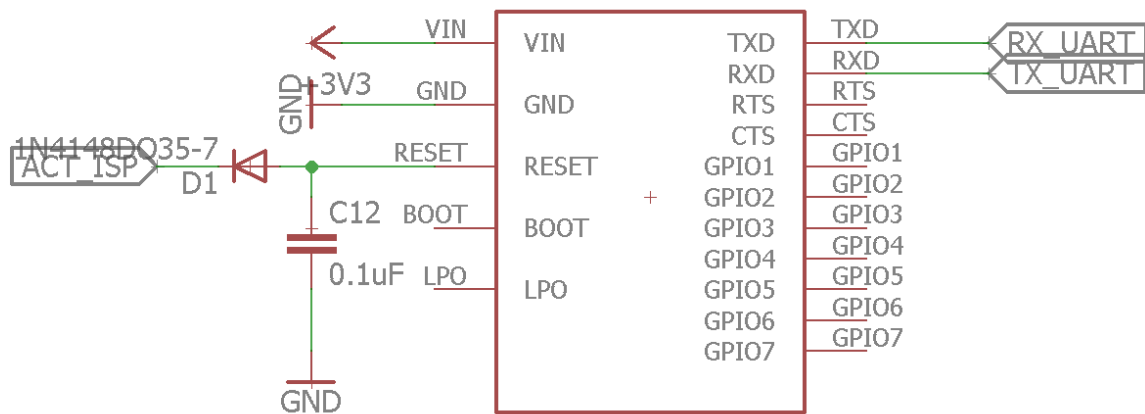 VIN
+3V3
GND
GND
1N4148DO35-7
ACT_ISP
D1
RESET
C12
0.1uF
GND
BOOT
LPO
VIN
GND
RESET
BOOT
LPO
TXD
RXD
RTS
CTS
GPIO1
GPIO2
GPIO3
GPIO4
GPIO5
GPIO6
GPIO7
TXD
RTS
CTS
GPIO1
GPIO2
GPIO3
GPIO4
GPIO5
GPIO6
GPIO7
RXD
RX_UART
TX_UART